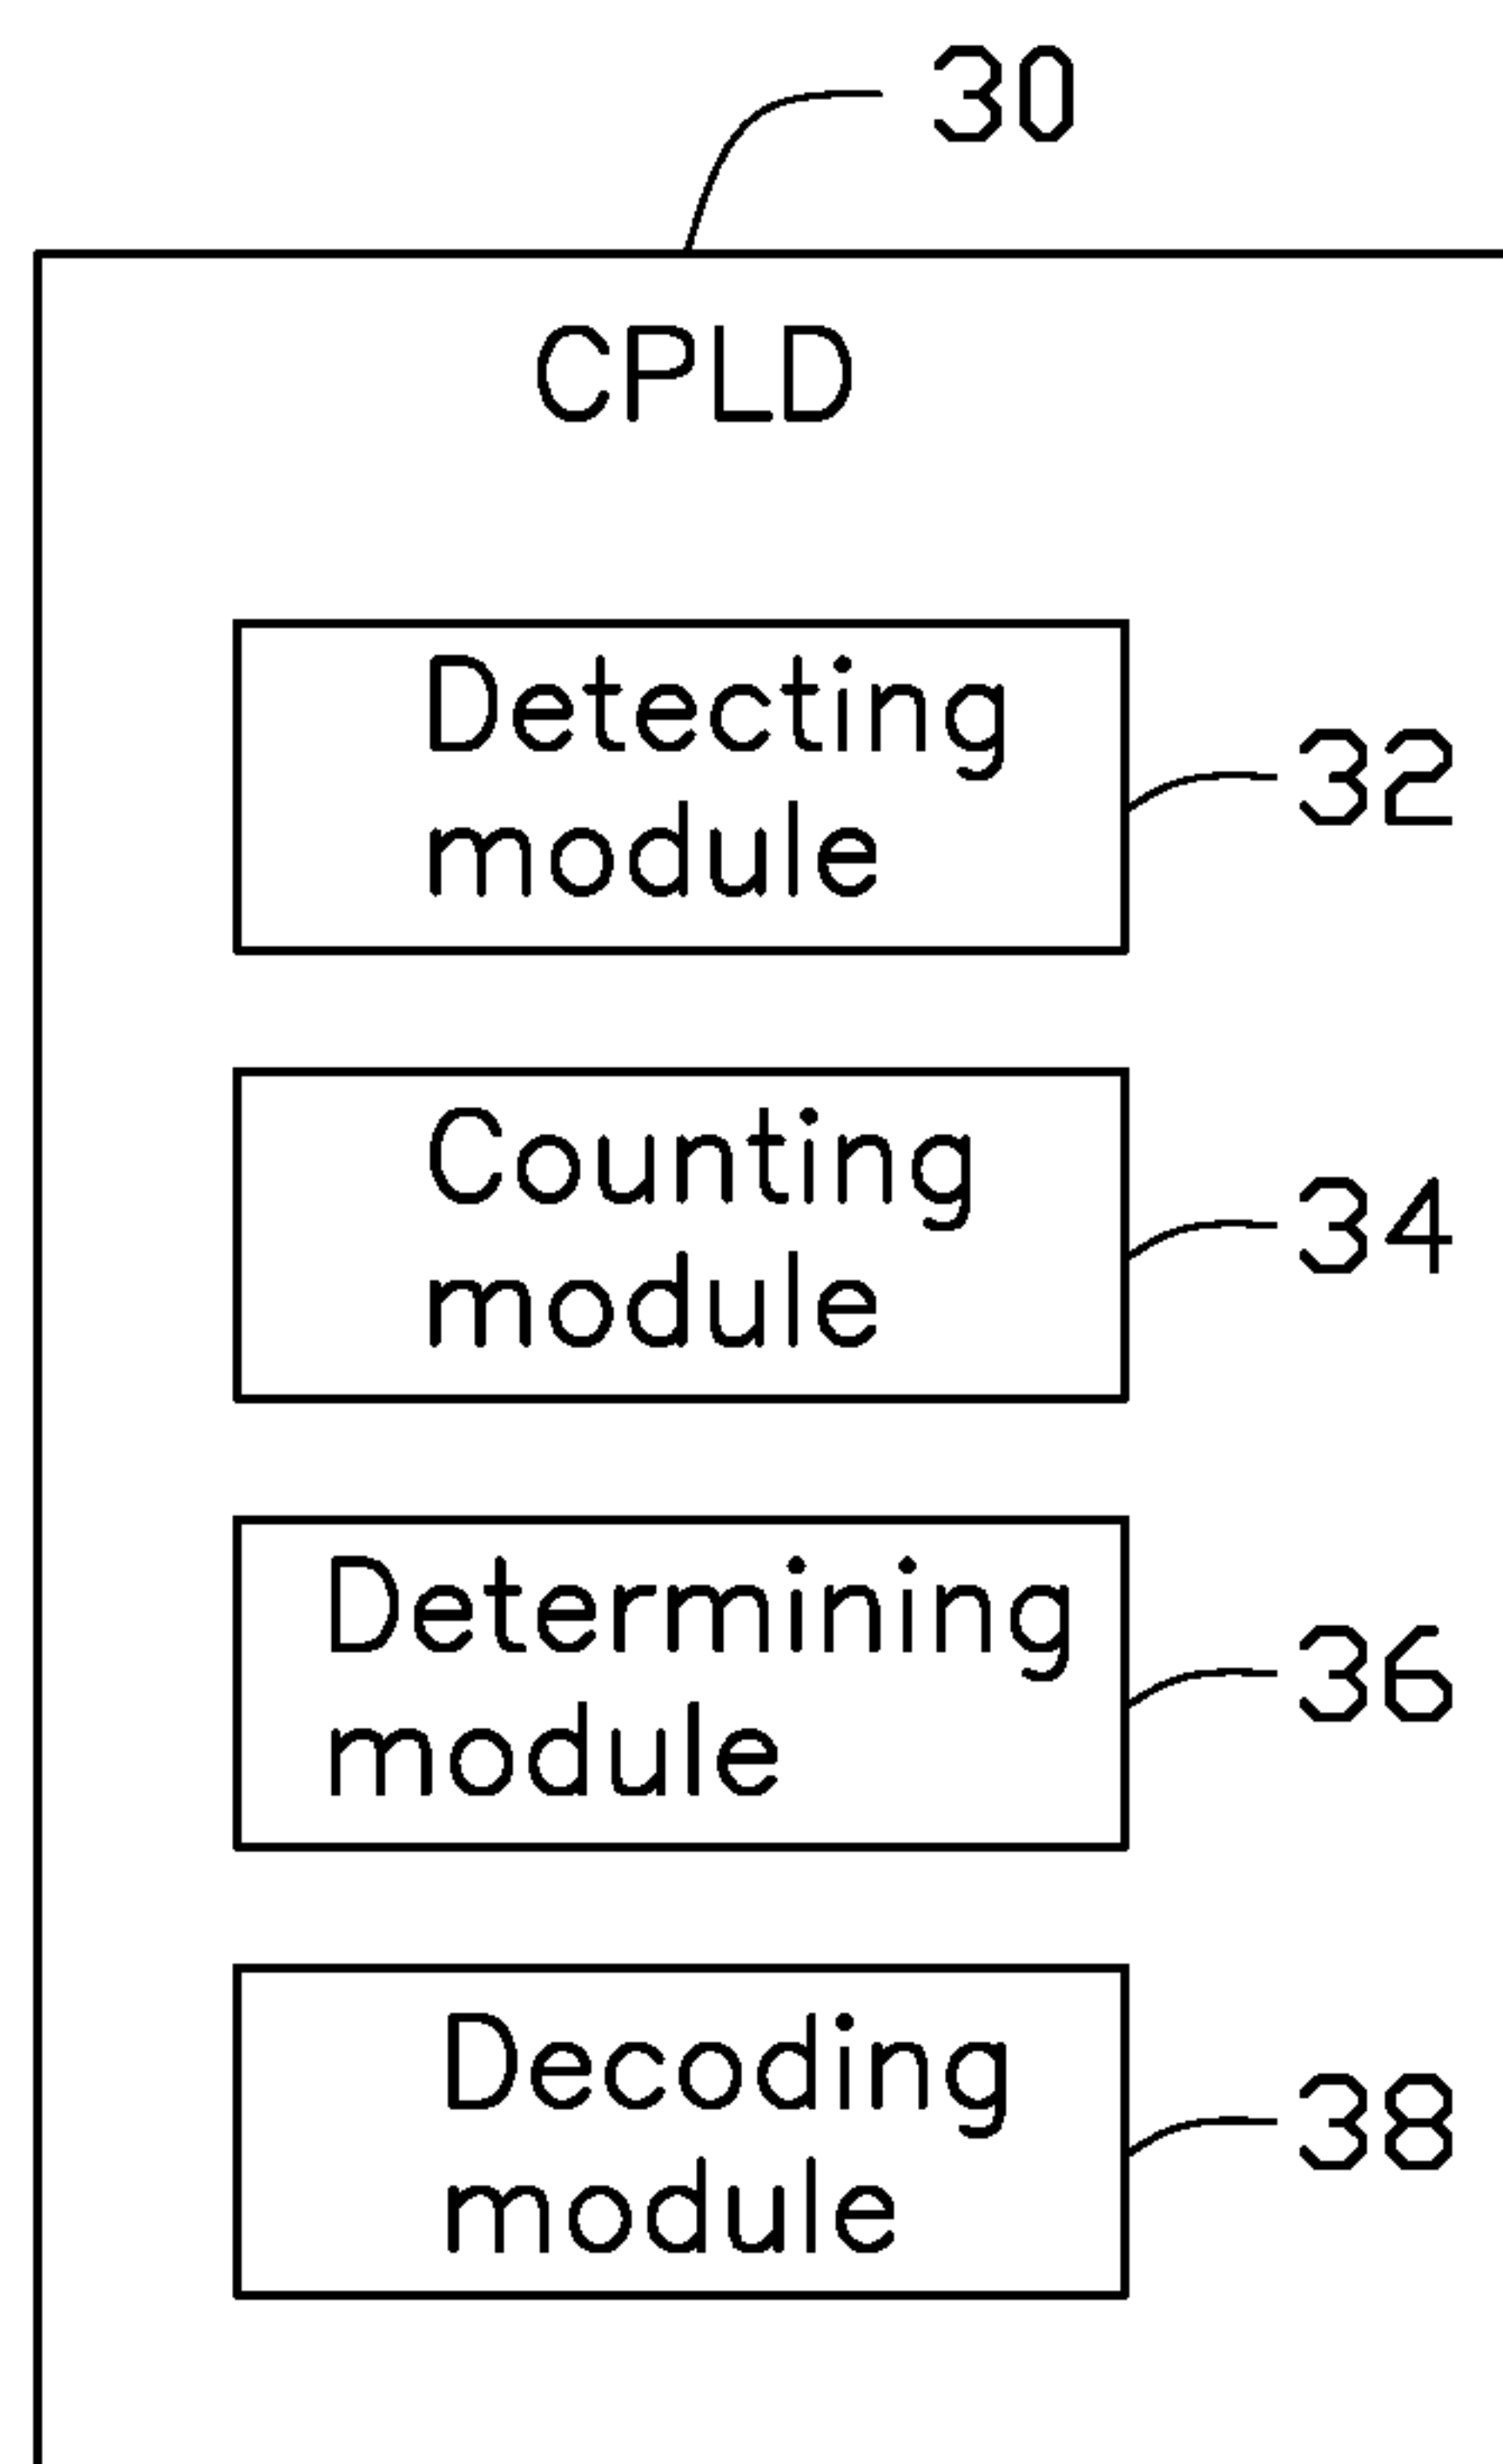 30
CPLD
Detecting
module
32
Counting
module
34
Determining
module
36
Decoding
module
38